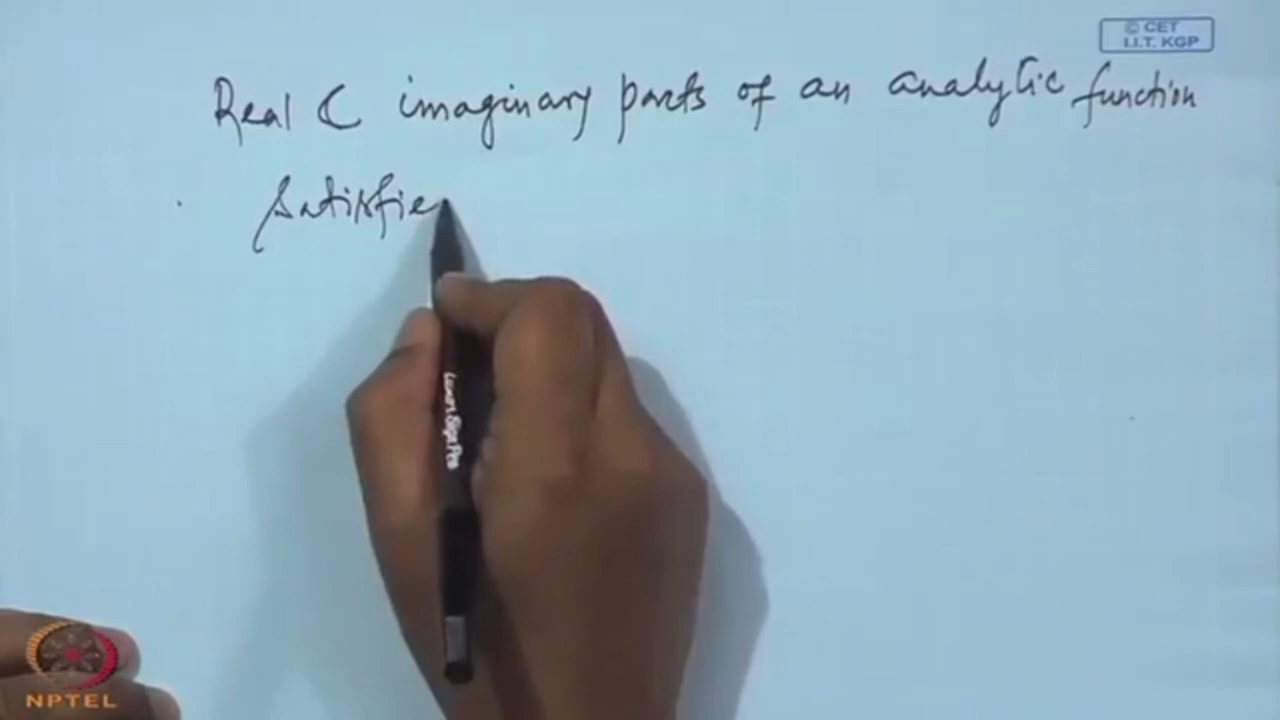 © CET
I.I.T. KGP
Real & imaginary parts of an analytic function
satisfie
NPTEL